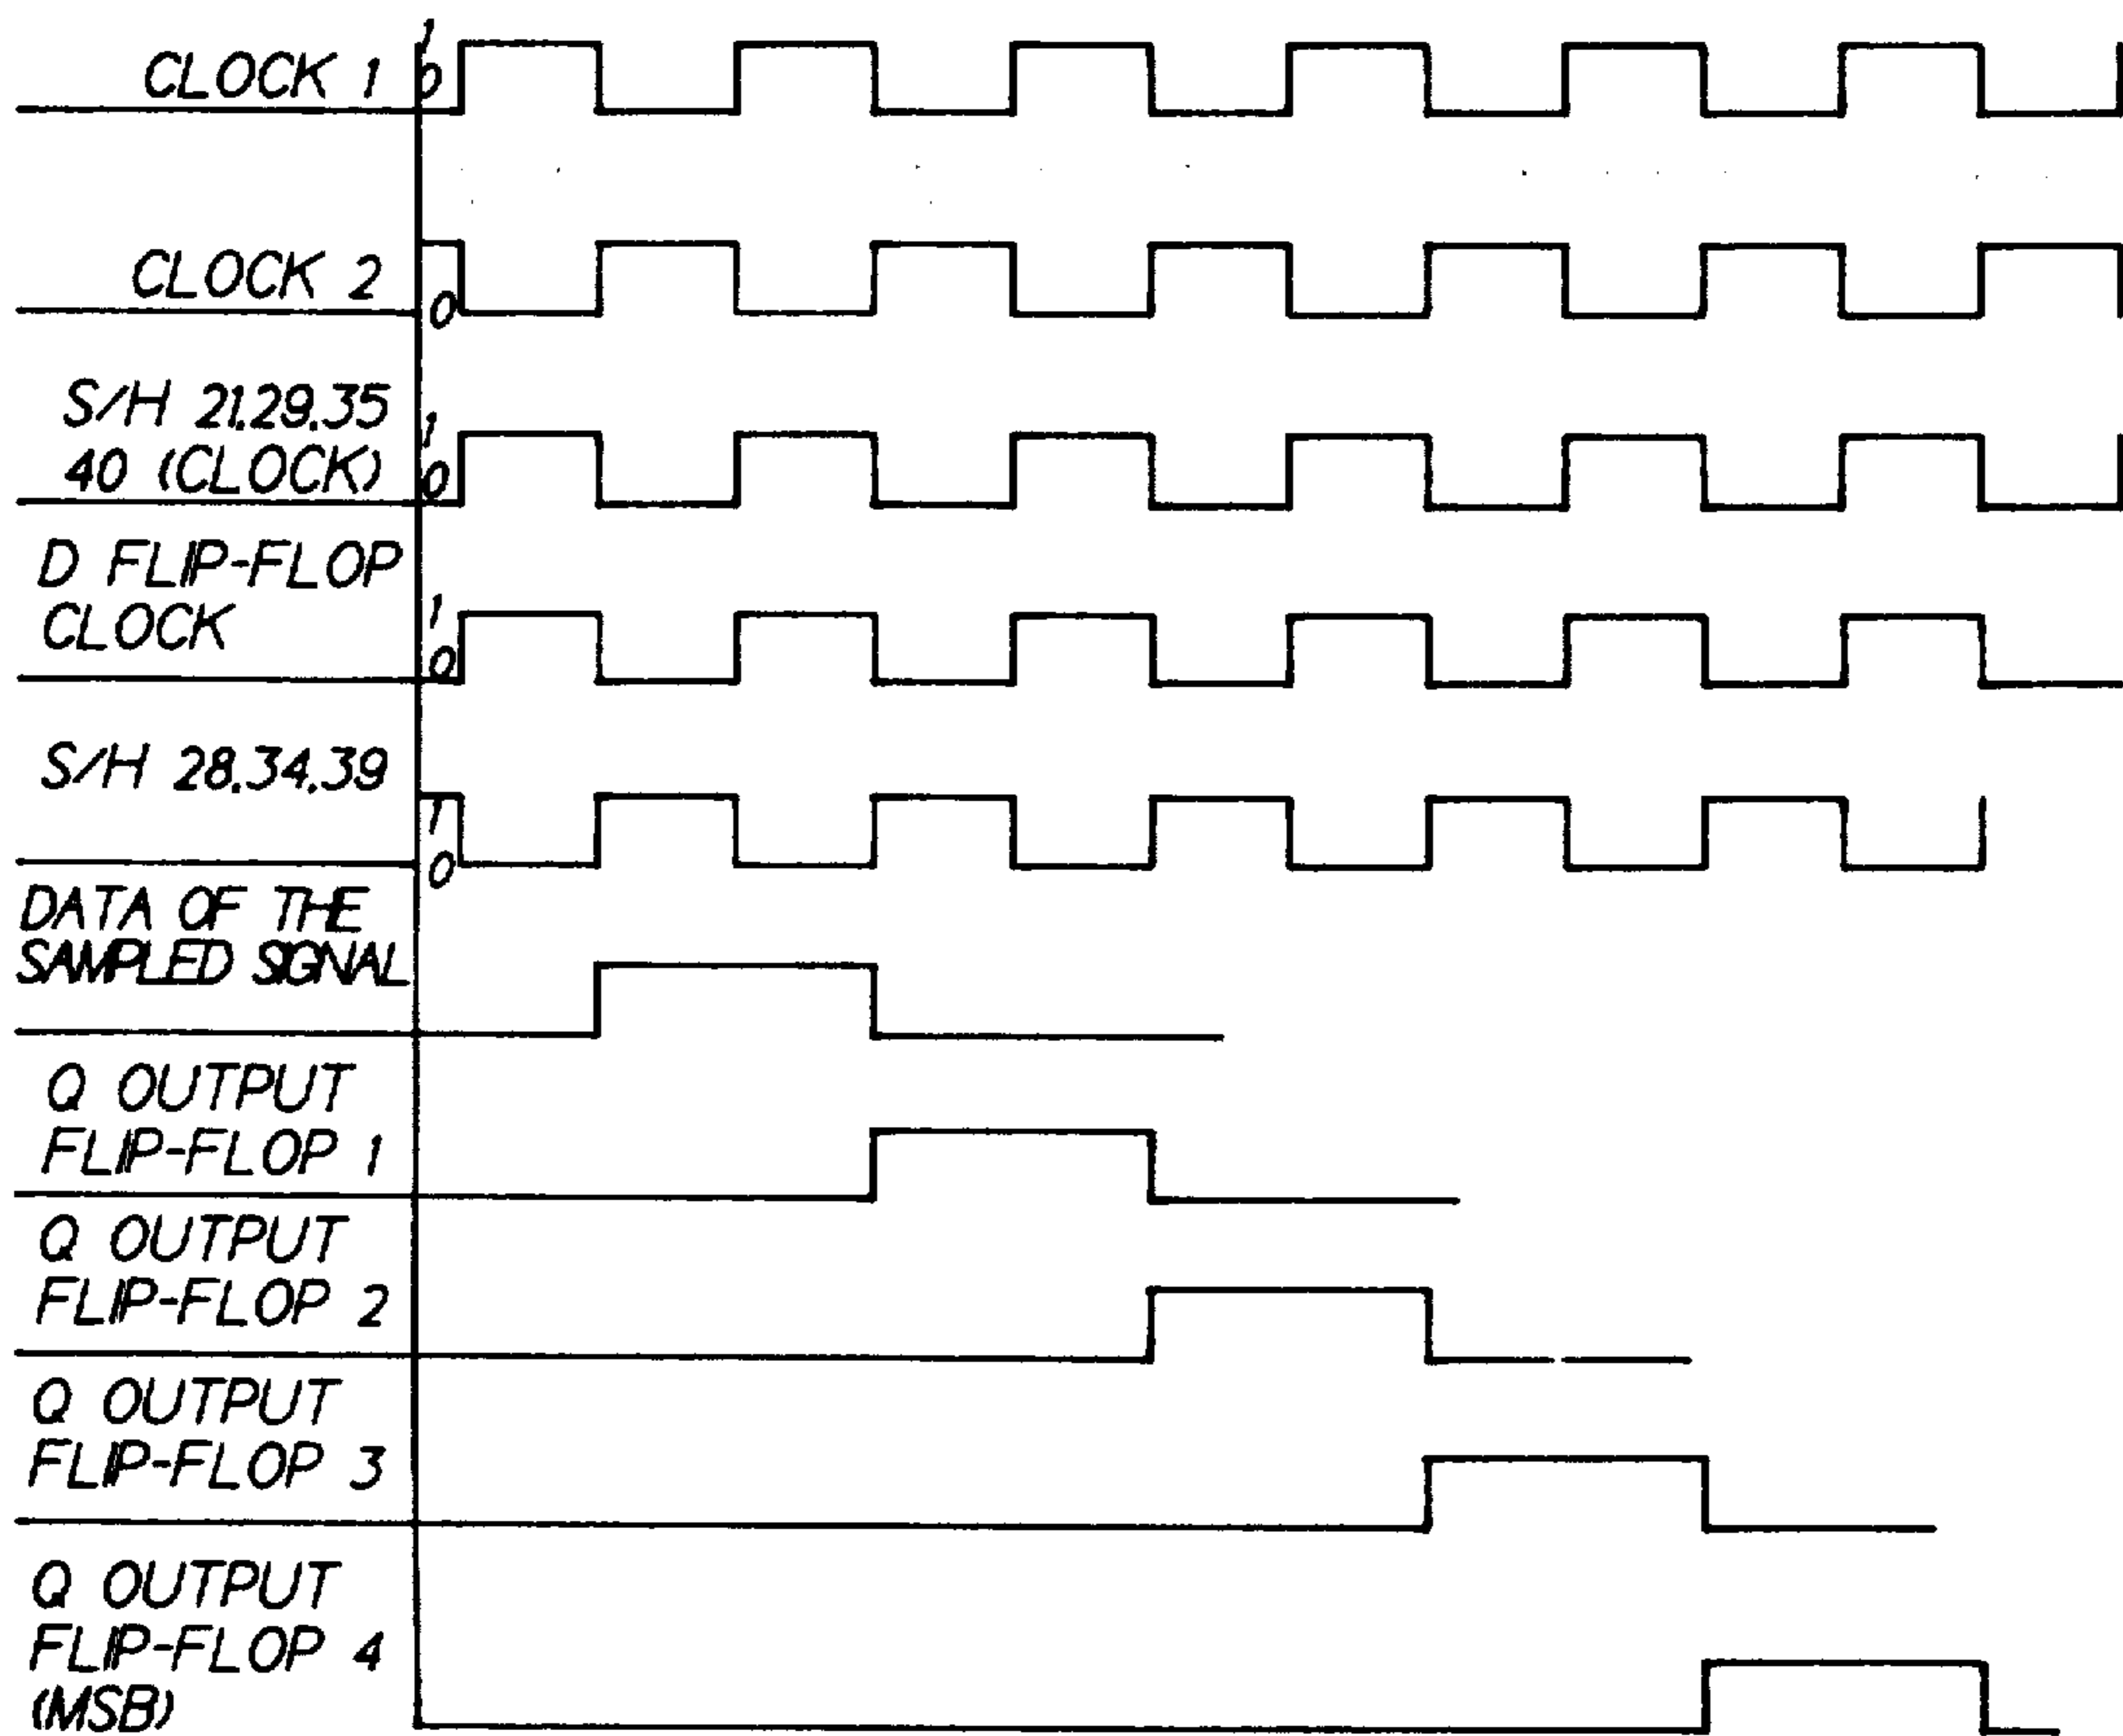 1
CLOCK 1 0
CLOCK 2
0
S/H 21.29.35
1
40 (CLOCK) 0
D FLIP-FLOP
1
CLOCK
0
S/H 28.34.39
1
0
DATA OF THE
SAMPLED SIGNAL
Q OUTPUT
FLIP-FLOP 1
Q OUTPUT
FLIP-FLOP 2
Q OUTPUT
FLIP-FLOP 3
Q OUTPUT
FLIP-FLOP 4
(MSB)